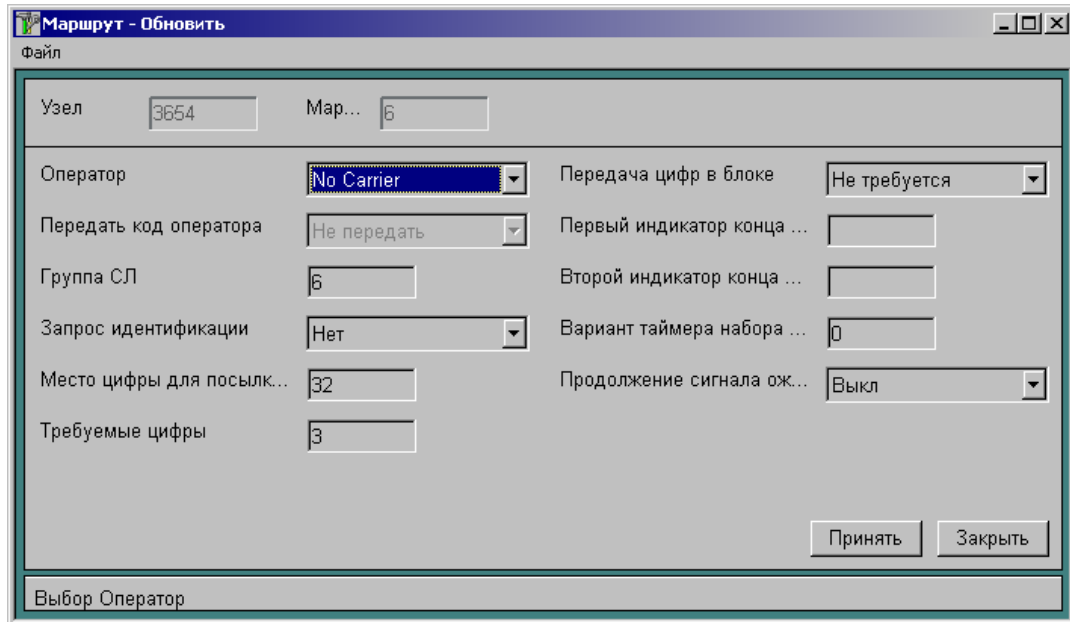 Маршрут - Обновить
Файл
Узел 3654 Мар... 6
Оператор No Carrier Передача цифр в блоке Не требуется
Передать код оператора Не передать Первый индикатор конца ...
Группа СЛ 6 Второй индикатор конца ...
Запрос идентификации Нет Вариант таймера набора ... 0
Место цифры для посылк... 32 Продолжение сигнала ож... Выкл
Требуемые цифры 3
Принять Закрыть
Выбор Оператор